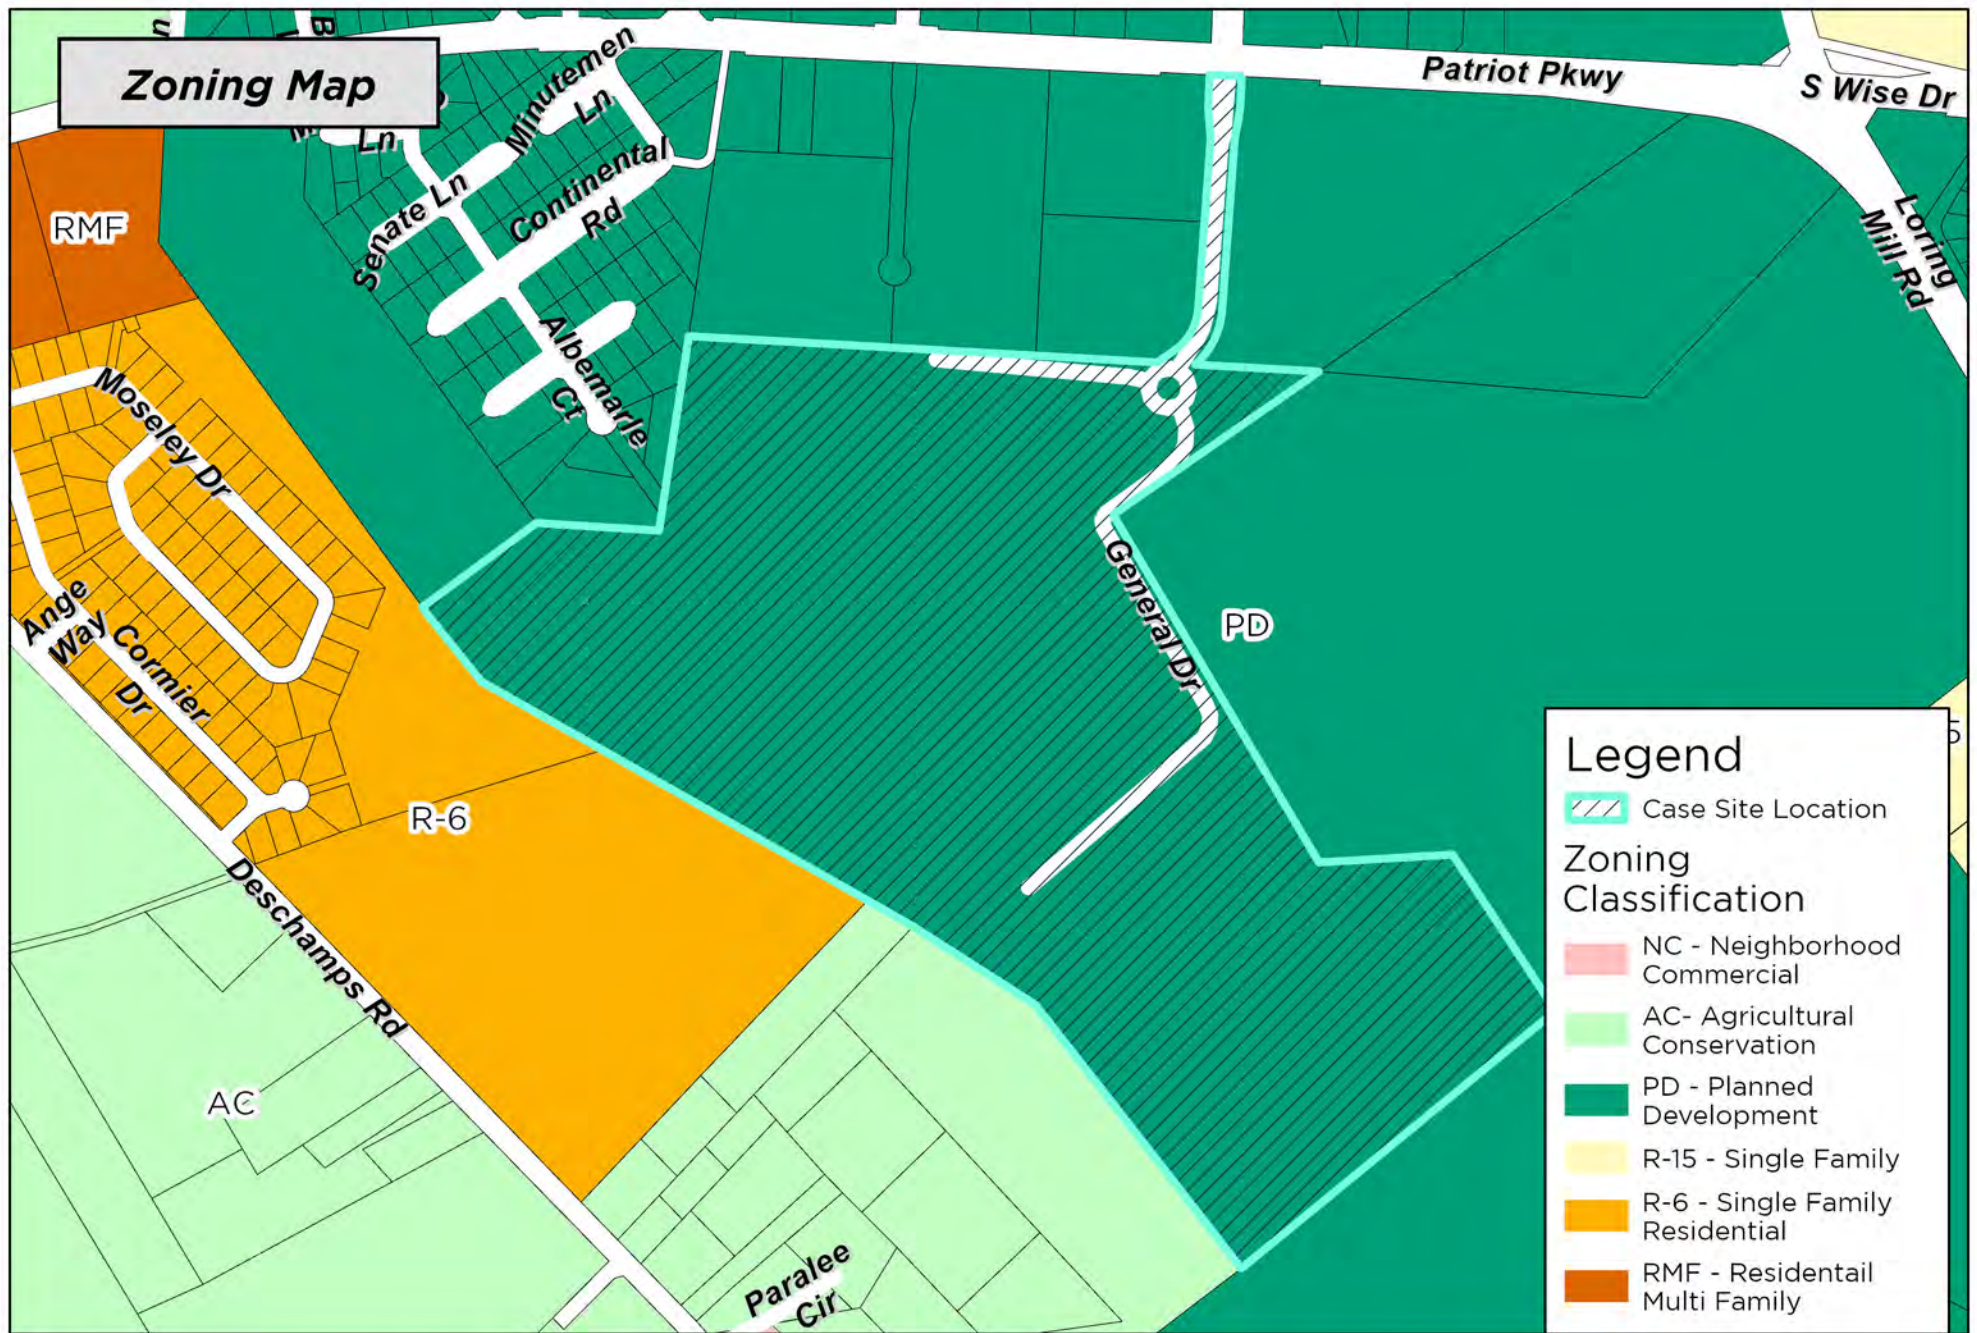 Zoning Map
Minutemen
Ln
Patriot Pkwy
S Wise Dr
Ln
Senate Ln
Continental
Rd
Loring
Mill Rd
RMF
Albemarle
Ct
Moseley Dr
General Dr
PD
Ange
Way
Cormier
Dr
R-6
Deschamps Rd
AC
Paralee
Cir
5
Legend
Case Site Location
Zoning
Classification
NC - Neighborhood
Commercial
AC- Agricultural
Conservation
PD - Planned
Development
R-15 - Single Family
R-6 - Single Family
Residential
RMF - Residentail
Multi Family